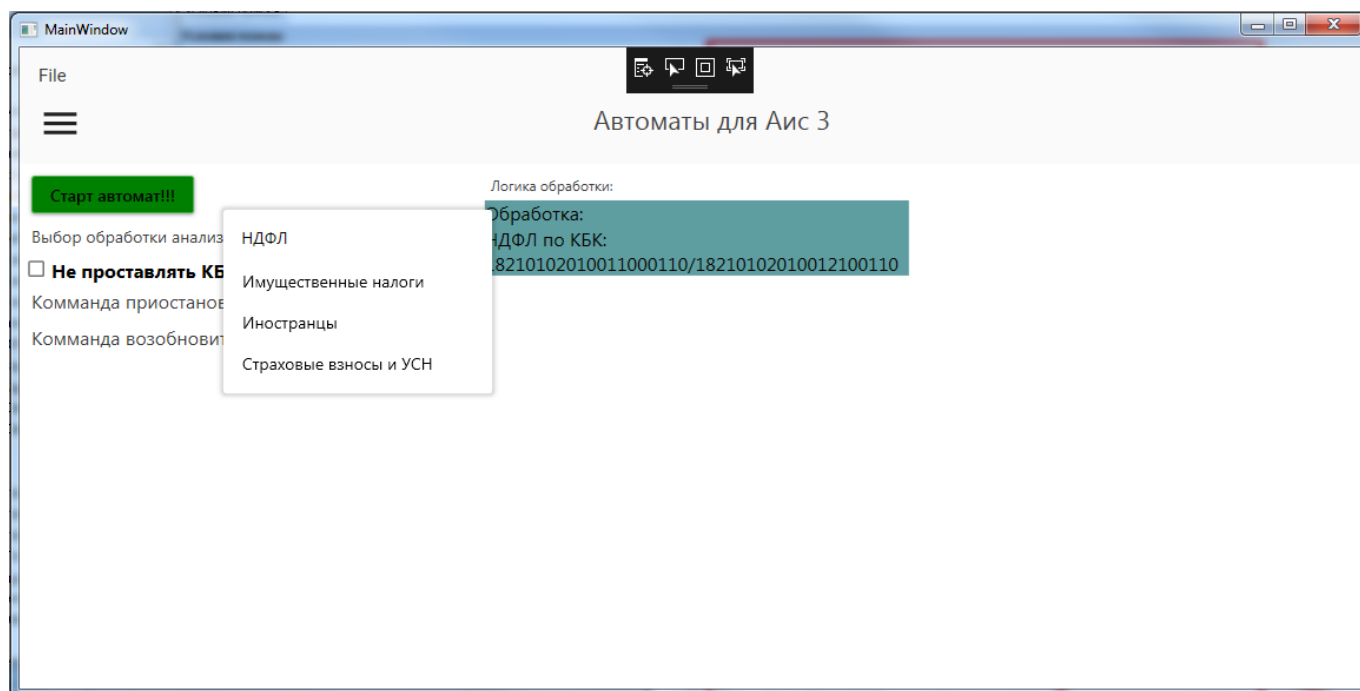 MainWindow
File
Автоматы для Аис 3
Старт автомат!!!
Логика обработки:
Обработка:
НДФЛ по КБК:
18210102010011000110/18210102010012100110
Выбор обработки анализ
Не проставлять КБ
Комманда приостанов
Комманда возобновит
НДФЛ
Имущественные налоги
Иностранцы
Страховые взносы и УСН